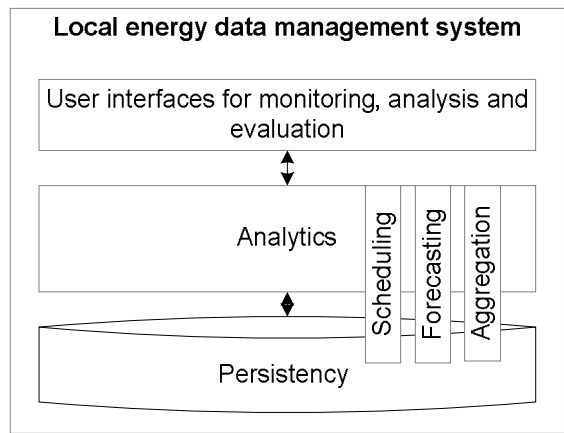 Local energy data management system
User interfaces for monitoring, analysis and
evaluation
Analytics
Scheduling
Forecasting
Aggregation
Persistency